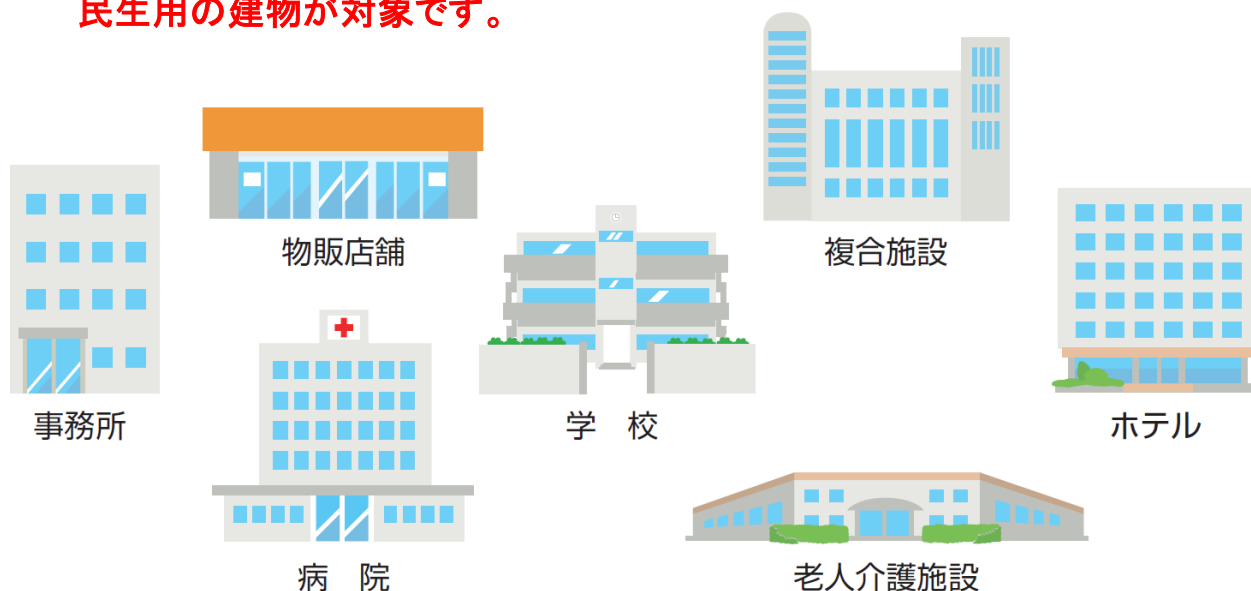 民生用の建物が対象です。
物販店舗
複合施設
事務所
学　校
ホテル
病　院
老人介護施設